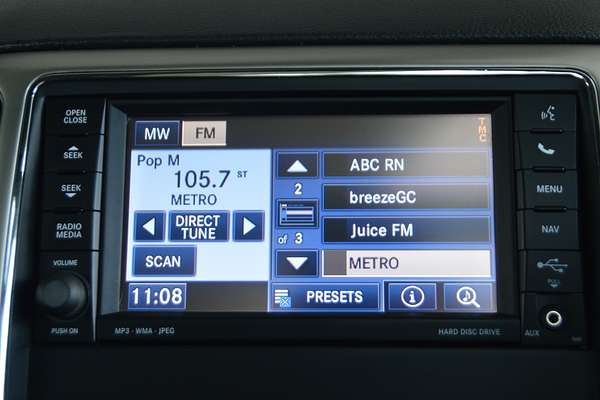 OPEN
CLOSE
SEEK
SEEK
RADIO
MEDIA
VOLUME
PUSH ON
MW
FM
TMC
Pop M
105.7 ST
METRO
DIRECT
TUNE
SCAN
11:08
2
of 3
ABC RN
breezeGC
Juice FM
METRO
PRESETS
i
MENU
NAV
PULL
AUX
MP3 - WMA - JPEG
HARD DISC DRIVE